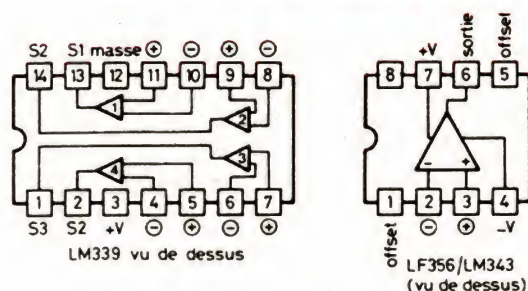 S2 S1 masse ⊕ ⊖ ⊕ ⊖
14 13 12 11 10 9 8
1
2
3
4
1 2 3 4 5 6 7
S3 S2 +V ⊖ ⊕ ⊖ ⊕
LM339 vu de dessus
+V sortie offset
8 7 6 5
- +
1 2 3 4
offset ⊖ ⊕ -V
LF356/LM343
(vu de dessus)